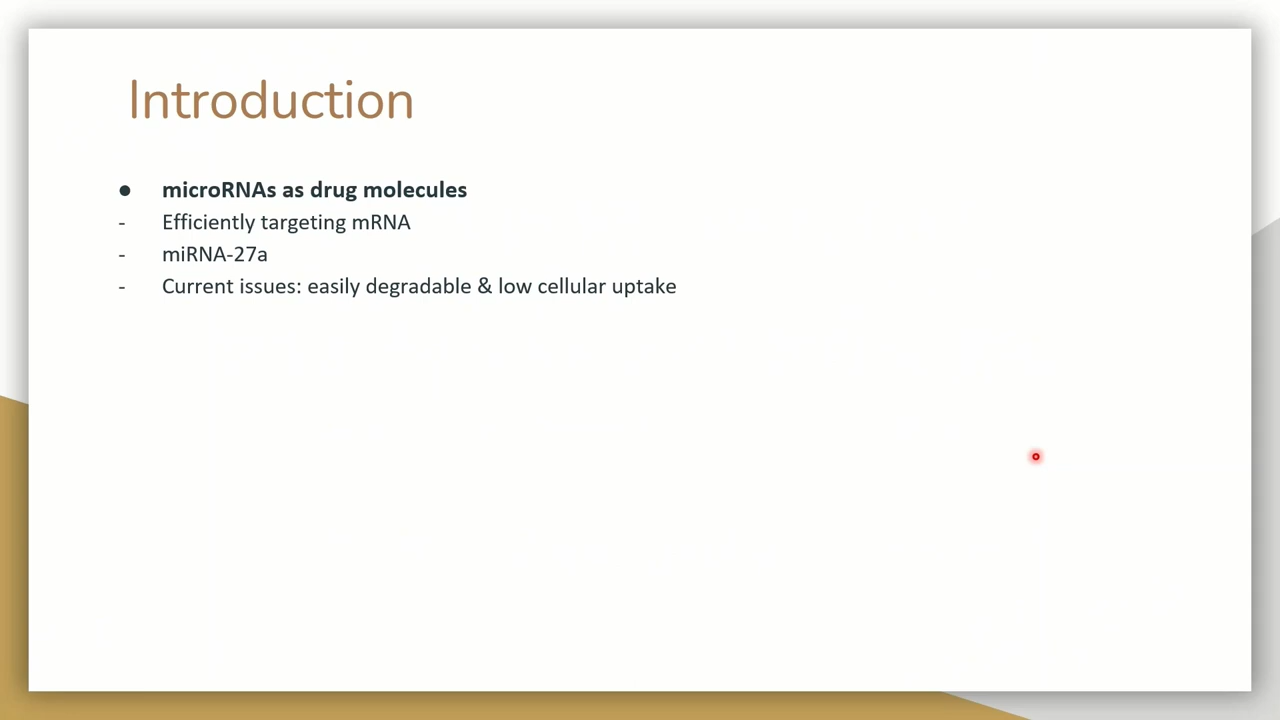 Introduction
● microRNAs as drug molecules
- Efficiently targeting mRNA
- miRNA-27a
- Current issues: easily degradable & low cellular uptake